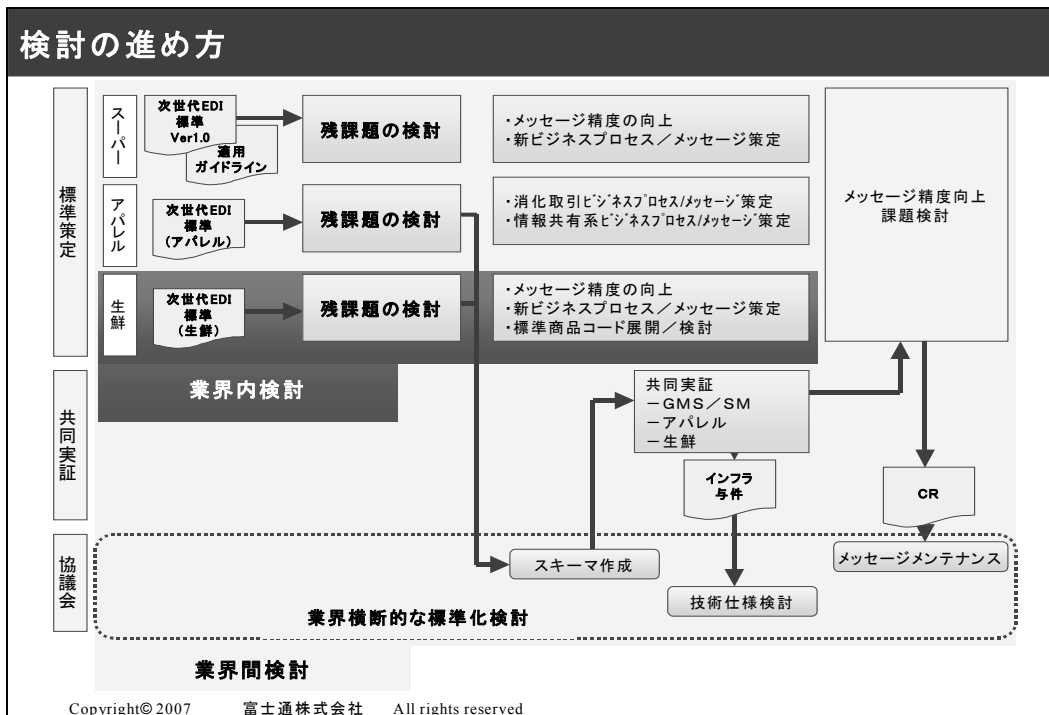 検討の進め方
標準策定
スーパー
次世代EDI
標準
Ver1.0
適用
ガイドライン
残課題の検討
・メッセージ精度の向上
・新ビジネスプロセス／メッセージ策定
アパレル
次世代EDI
標準
(アパレル)
残課題の検討
・消化取引ﾋﾞｼﾞﾈｽﾌﾟﾛｾｽ/ﾒｯｾｰｼﾞ策定
・情報共有系ﾋﾞｼﾞﾈｽﾌﾟﾛｾｽ/ﾒｯｾｰｼﾞ策定
生鮮
次世代EDI
標準
(生鮮)
残課題の検討
・メッセージ精度の向上
・新ビジネスプロセス／メッセージ策定
・標準商品コード展開／検討
メッセージ精度向上
課題検討
業界内検討
共同実証
共同実証
－GMS／SM
－アパレル
－生鮮
インフラ
与件
CR
協議会
スキーマ作成
メッセージメンテナンス
技術仕様検討
業界横断的な標準化検討
業界間検討
Copyright© 2007 富士通株式会社 All rights reserved